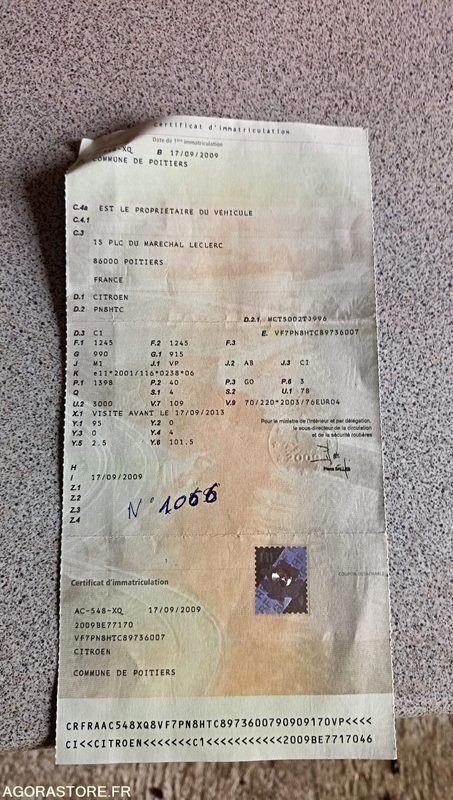 Certificat d'immatriculation
Date de 1ère immatriculation
-XQ B 17/09/2009
COMMUNE DE POITIERS
C.4a EST LE PROPRIÉTAIRE DU VÉHICULE
C.4.1
C.3
15 PLC DU MARECHAL LECLERC
86000 POITIERS
FRANCE
D.1 CITROEN
D.2 PN8HTC
D.2.1 MCT5002TJ996
D.3 C1 E. VF7PN8HTC89736007
F.1 1245 F.2 1245 F.3
G 990 G.1 915
J M1 J.1 VP J.2 AB J.3 CI
K e11*2001/116*0238*06
P.1 1398 P.2 40 P.3 GO P.6 3
Q S.1 4 S.2 U.1 78
U.2 3000 V.7 109 V.9 70/220*2003/76EURO4
X.1 VISITE AVANT LE 17/09/2013
Y.1 95 Y.2 0
Y.3 0 Y.4 4
Y.5 2.5 Y.6 101.5
Pour le ministre de l'intérieur et par délégation,
le sous-directeur de la circulation
et de la sécurité routières
H
I 17/09/2009
Z.1
Z.2
Z.3
Z.4
N° 1066
COUPON DÉTACHABLE
Certificat d'immatriculation
AC-548-XQ 17/09/2009
2009BE77170
VF7PN8HTC89736007
CITROEN
COMMUNE DE POITIERS
CRFRAAC548XQ8VF7PN8HTC8973600790909170VP<<<<
CI<<CITROEN<<<<<<<C1<<<<<<<<<<<2009BE7717046
AGORASTORE.FR